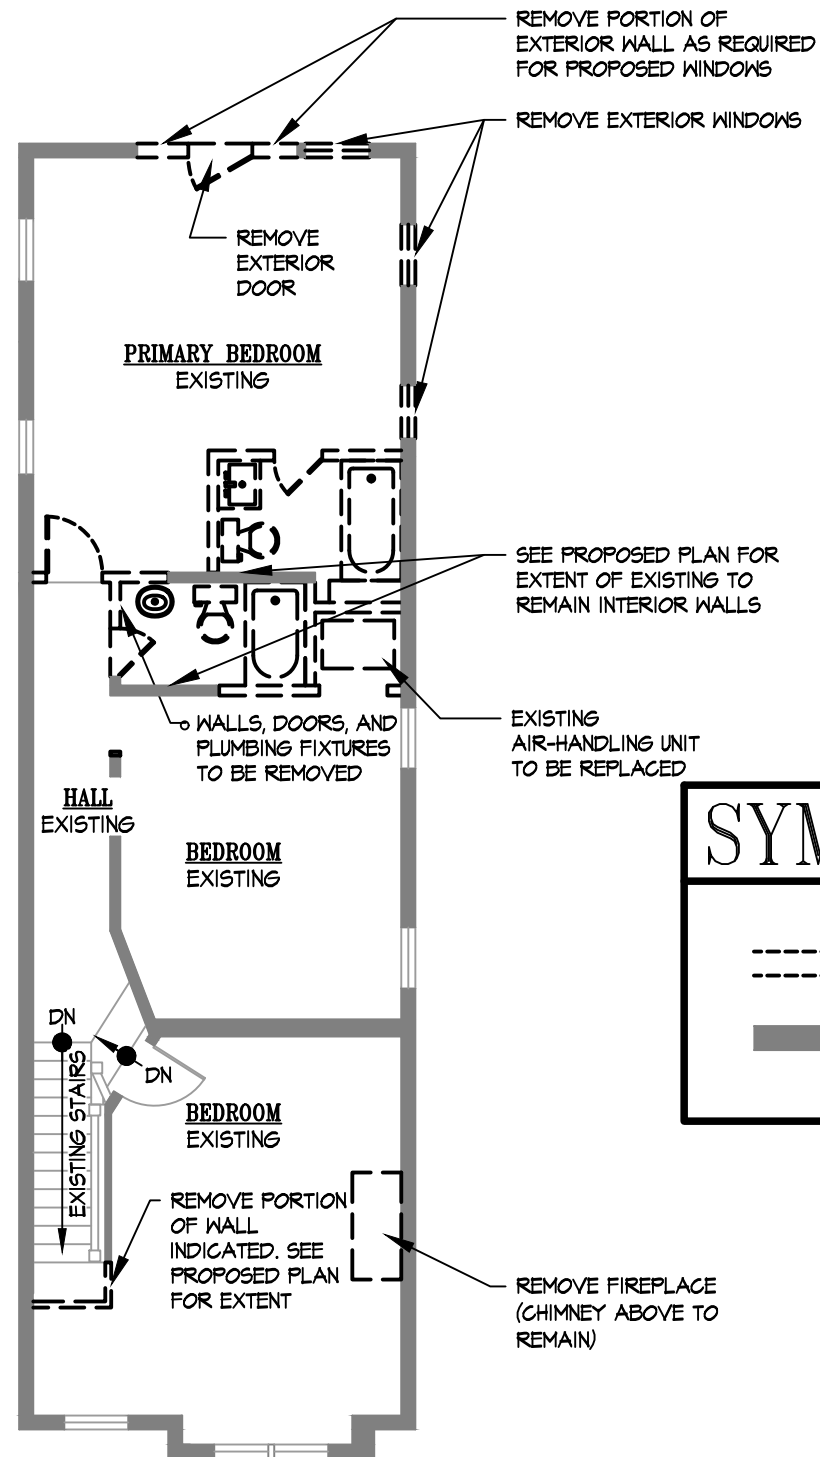 REMOVE PORTION OF
EXTERIOR WALL AS REQUIRED
FOR PROPOSED WINDOWS
REMOVE EXTERIOR WINDOWS
REMOVE
EXTERIOR
DOOR
PRIMARY BEDROOM
EXISTING
SEE PROPOSED PLAN FOR
EXTENT OF EXISTING TO
REMAIN INTERIOR WALLS
WALLS, DOORS, AND
PLUMBING FIXTURES
TO BE REMOVED
EXISTING
AIR-HANDLING UNIT
TO BE REPLACED
HALL
EXISTING
SYM
BEDROOM
EXISTING
DN
DN
EXISTING STAIRS
BEDROOM
EXISTING
REMOVE PORTION
OF WALL
INDICATED. SEE
PROPOSED PLAN
FOR EXTENT
REMOVE FIREPLACE
(CHIMNEY ABOVE TO
REMAIN)